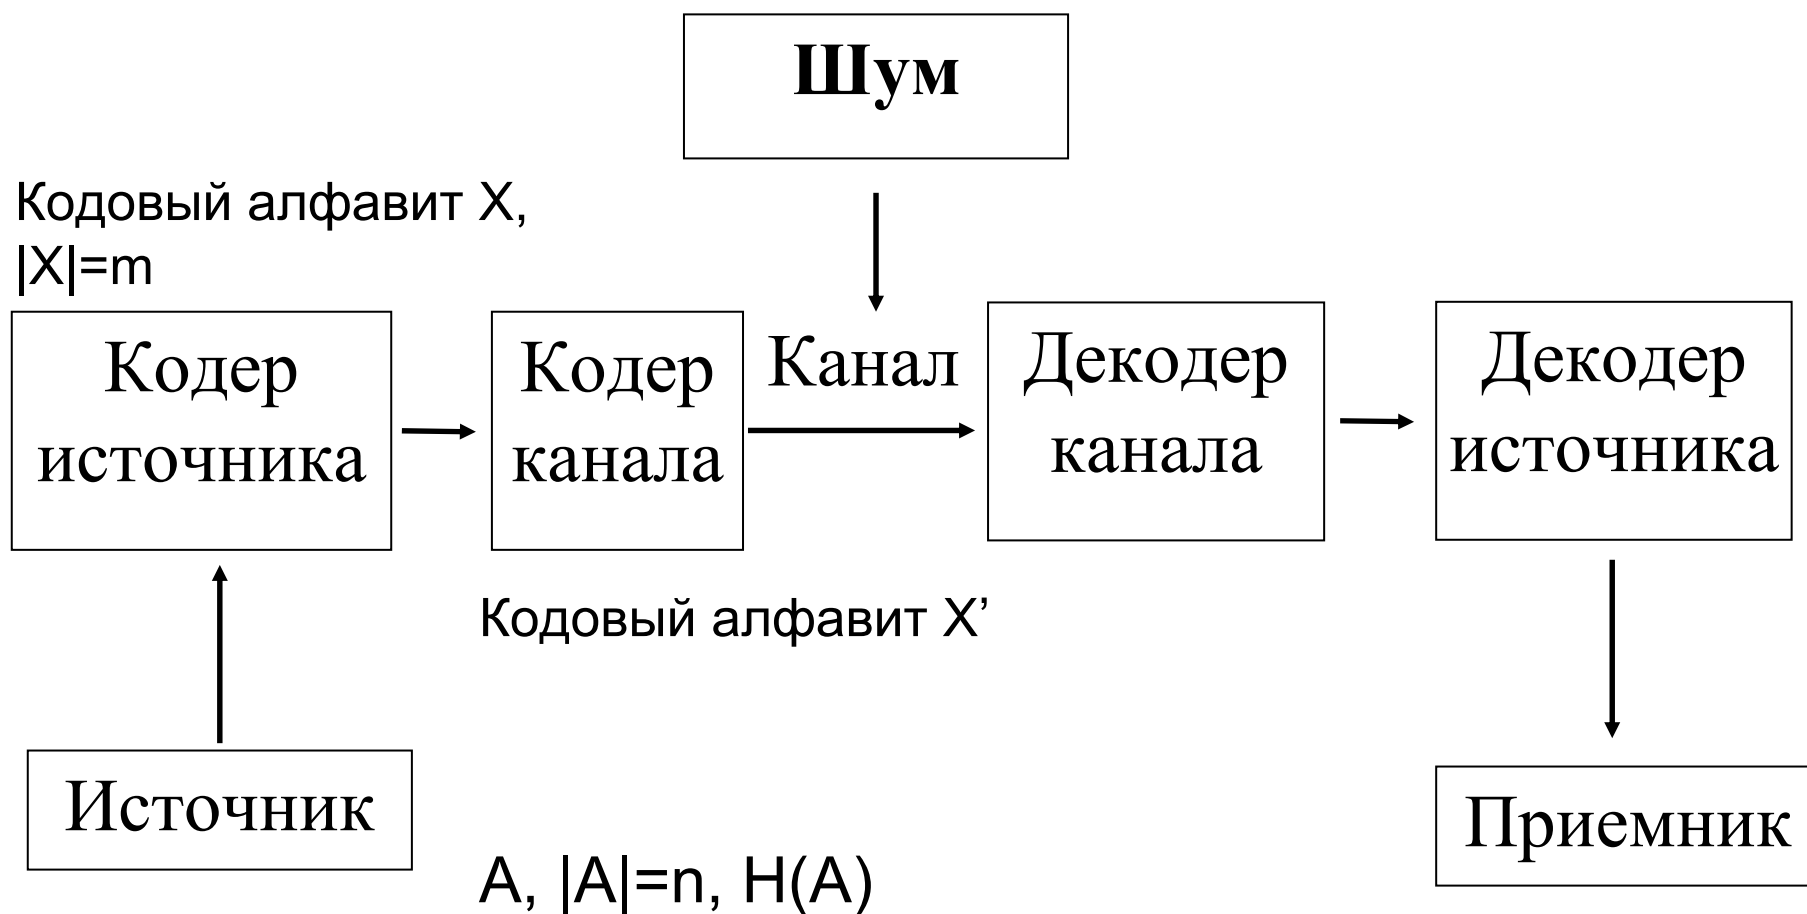 Шум
Кодовый алфавит X,
|X|=m
Кодер
источника
Кодер
канала
Канал
Декодер
канала
Декодер
источника
Кодовый алфавит X’
Источник
A, |A|=n, H(A)
Приемник